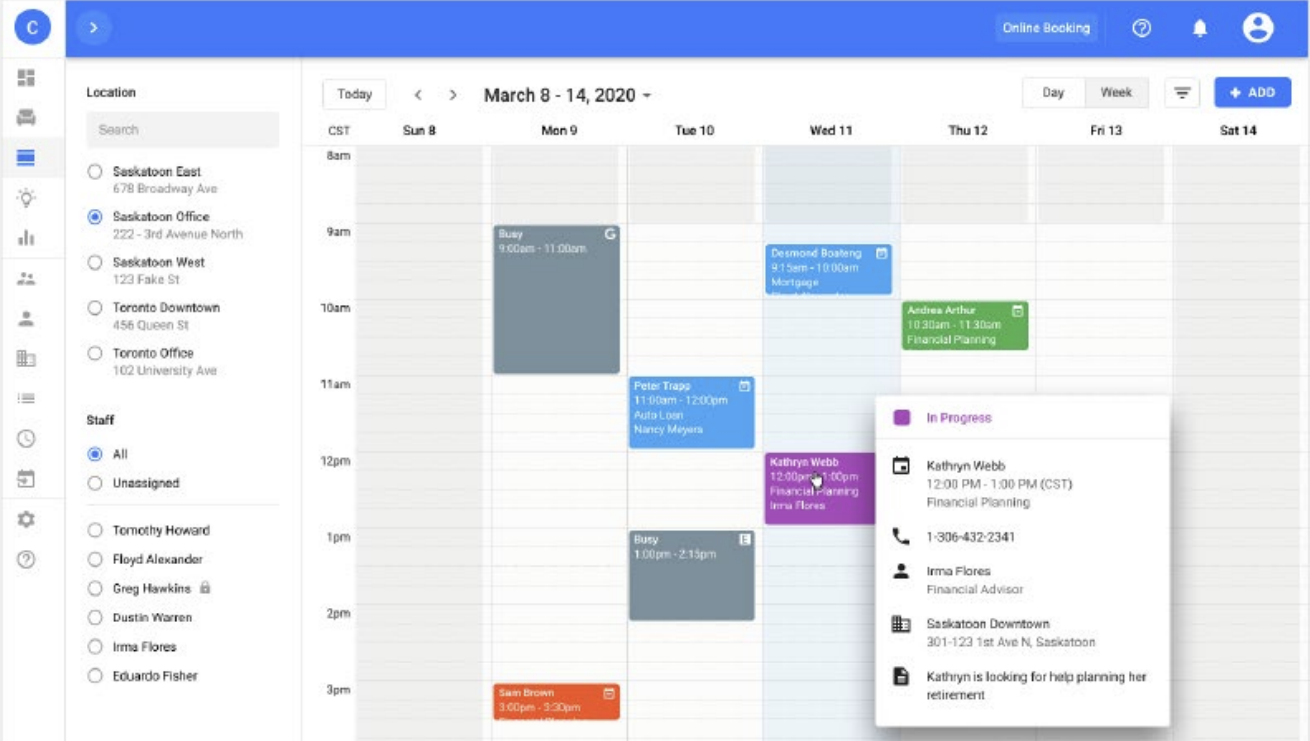 C
Online Booking
Location
Search
Saskatoon East
678 Broadway Ave
Saskatoon Office
222 - 3rd Avenue North
Saskatoon West
123 Fake St
Toronto Downtown
456 Queen St
Toronto Office
102 University Ave
Staff
All
Unassigned
Tomothy Howard
Floyd Alexander
Greg Hawkins
Dustin Warren
Irma Flores
Eduardo Fisher
Today
March 8 - 14, 2020
Day
Week
+ ADD
CST
Sun 8
Mon 9
Tue 10
Wed 11
Thu 12
Fri 13
Sat 14
8am
9am
10am
11am
12pm
1pm
2pm
3pm
Busy
G
9:00am - 11:00am
Sam Brown
3:00pm - 3:30pm
Peter Trapp
11:00am - 12:00pm
Auto Loan
Nancy Meyers
Busy
E
1:00pm - 2:15pm
Desmond Boateng
9:15am - 10:00am
Mortgage
Kathryn Webb
12:00pm - 1:00pm
Financial Planning
Irma Flores
Andrea Arthur
10:30am - 11:30am
Financial Planning
In Progress
Kathryn Webb
12:00 PM - 1:00 PM (CST)
Financial Planning
1-306-432-2341
Irma Flores
Financial Advisor
Saskatoon Downtown
301-123 1st Ave N, Saskatoon
Kathryn is looking for help planning her
retirement